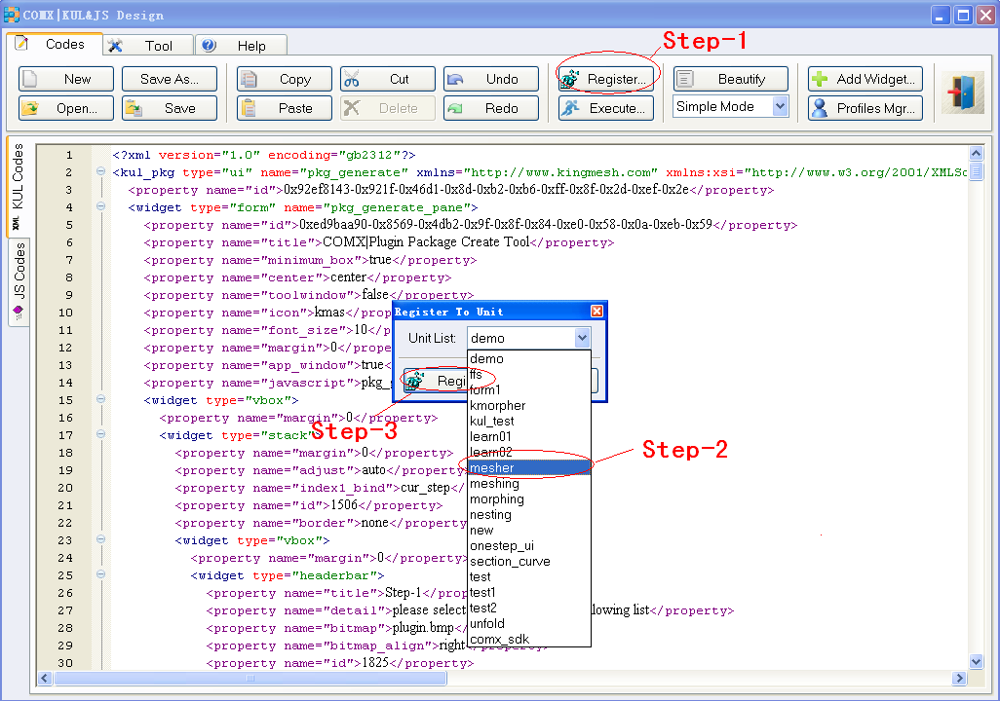 COMX|KUL&JS Design
Codes Tool Help
Step-1
New Save As... Copy Cut Undo Register... Beautify Add Widget...
Open... Save Paste Delete Redo Execute... Simple Mode Profiles Mgr...
XML KUL Codes
JS Codes
1 <?xml version="1.0" encoding="gb2312"?>
2 <kul_pkg type="ui" name="pkg_generate" xmlns="http://www.kingmesh.com" xmlns:xsi="http://www.w3.org/2001/XMLSc
3 <property name="id">0x92ef8143-0x921f-0x46d1-0x8d-0xb2-0xb6-0xff-0x8f-0x2d-0xef-0x2e</property>
4 <widget type="form" name="pkg_generate_pane">
5 <property name="id">0xed9baa90-0x8569-0x4db2-0x9f-0x8f-0x84-0xe0-0x58-0x0a-0xeb-0x59</property>
6 <property name="title">COMX|Plugin Package Create Tool</property>
7 <property name="minimum_box">true</property>
8 <property name="center">center</property>
9 <property name="toolwindow">false</property>
10 <property name="icon">kmas</prop
11 <property name="font_size">10</p
12 <property name="margin">0</prope
13 <property name="app_window">true
14 <property name="javascript">pkg_
15 <widget type="vbox">
16 <property name="margin">0</property>
17 <widget type="stack
18 <property name="margin">0</property>
19 <property name="adjust">auto</property
20 <property name="index1_bind">cur_step</
21 <property name="id">1506</property>
22 <property name="border">none</property
23 <widget type="vbox">
24 <property name="margin">0</property>
25 <widget type="headerbar">
26 <property name="title">Step-1</prop
27 <property name="detail">please select lowing list</property>
28 <property name="bitmap">plugin.bmp</
29 <property name="bitmap_align">right</property>
30 <property name="id">1825</property>
Register To Unit
Unit List: demo
Regi
demo
ffs
form1
kmorpher
kul_test
learn01
learn02
mesher
meshing
morphing
nesting
new
onestep_ui
section_curve
test
test1
test2
unfold
comx_sdk
Step-3
Step-2